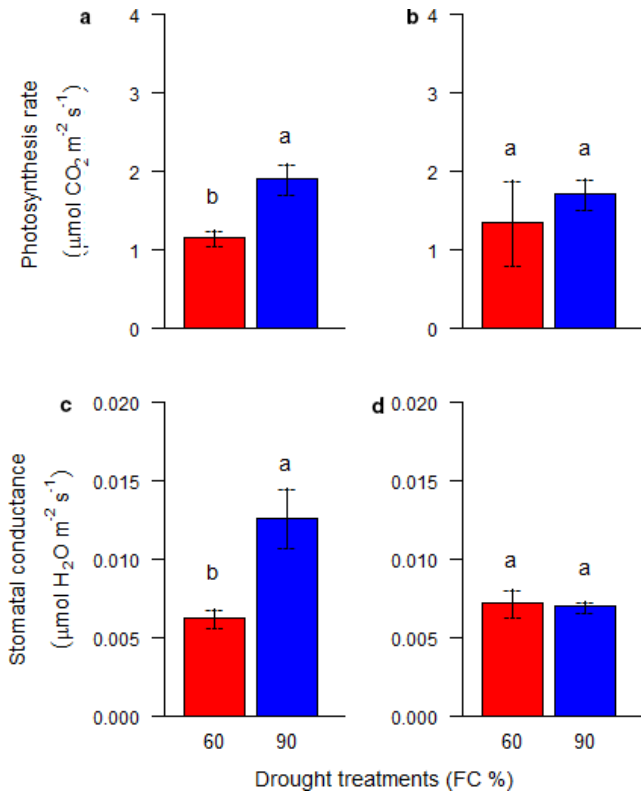 a
b
4
3
2
1
0
b
a
4
3
2
1
0
a
a
Photosynthesis rate
(μmol CO₂ m⁻² s⁻¹)
c
d
0.020
0.015
0.010
0.005
0.000
b
a
0.020
0.015
0.010
0.005
0.000
a
a
Stomatal conductance
(μmol H₂O m⁻² s⁻¹)
60 90 60 90
Drought treatments (FC %)